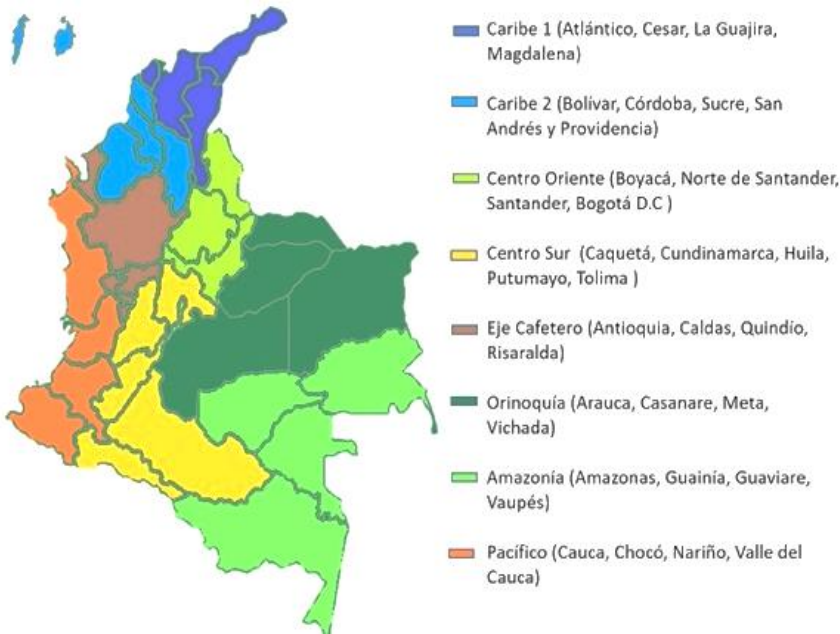 Caribe 1 (Atlántico, Cesar, La Guajira,
Magdalena)
Caribe 2 (Bolivar, Córdoba, Sucre, San
Andrés y Providencia)
Centro Oriente (Boyacá, Norte de Santander,
Santander, Bogotá D.C )
Centro Sur (Caquetá, Cundinamarca, Huila,
Putumayo, Tolima )
Eje Cafetero (Antioquia, Caldas, Quindío,
Risaralda)
Orinoquía (Arauca, Casanare, Meta,
Vichada)
Amazonía (Amazonas, Guainía, Guaviare,
Vaupés)
Pacífico (Cauca, Chocó, Nariño, Valle del
Cauca)